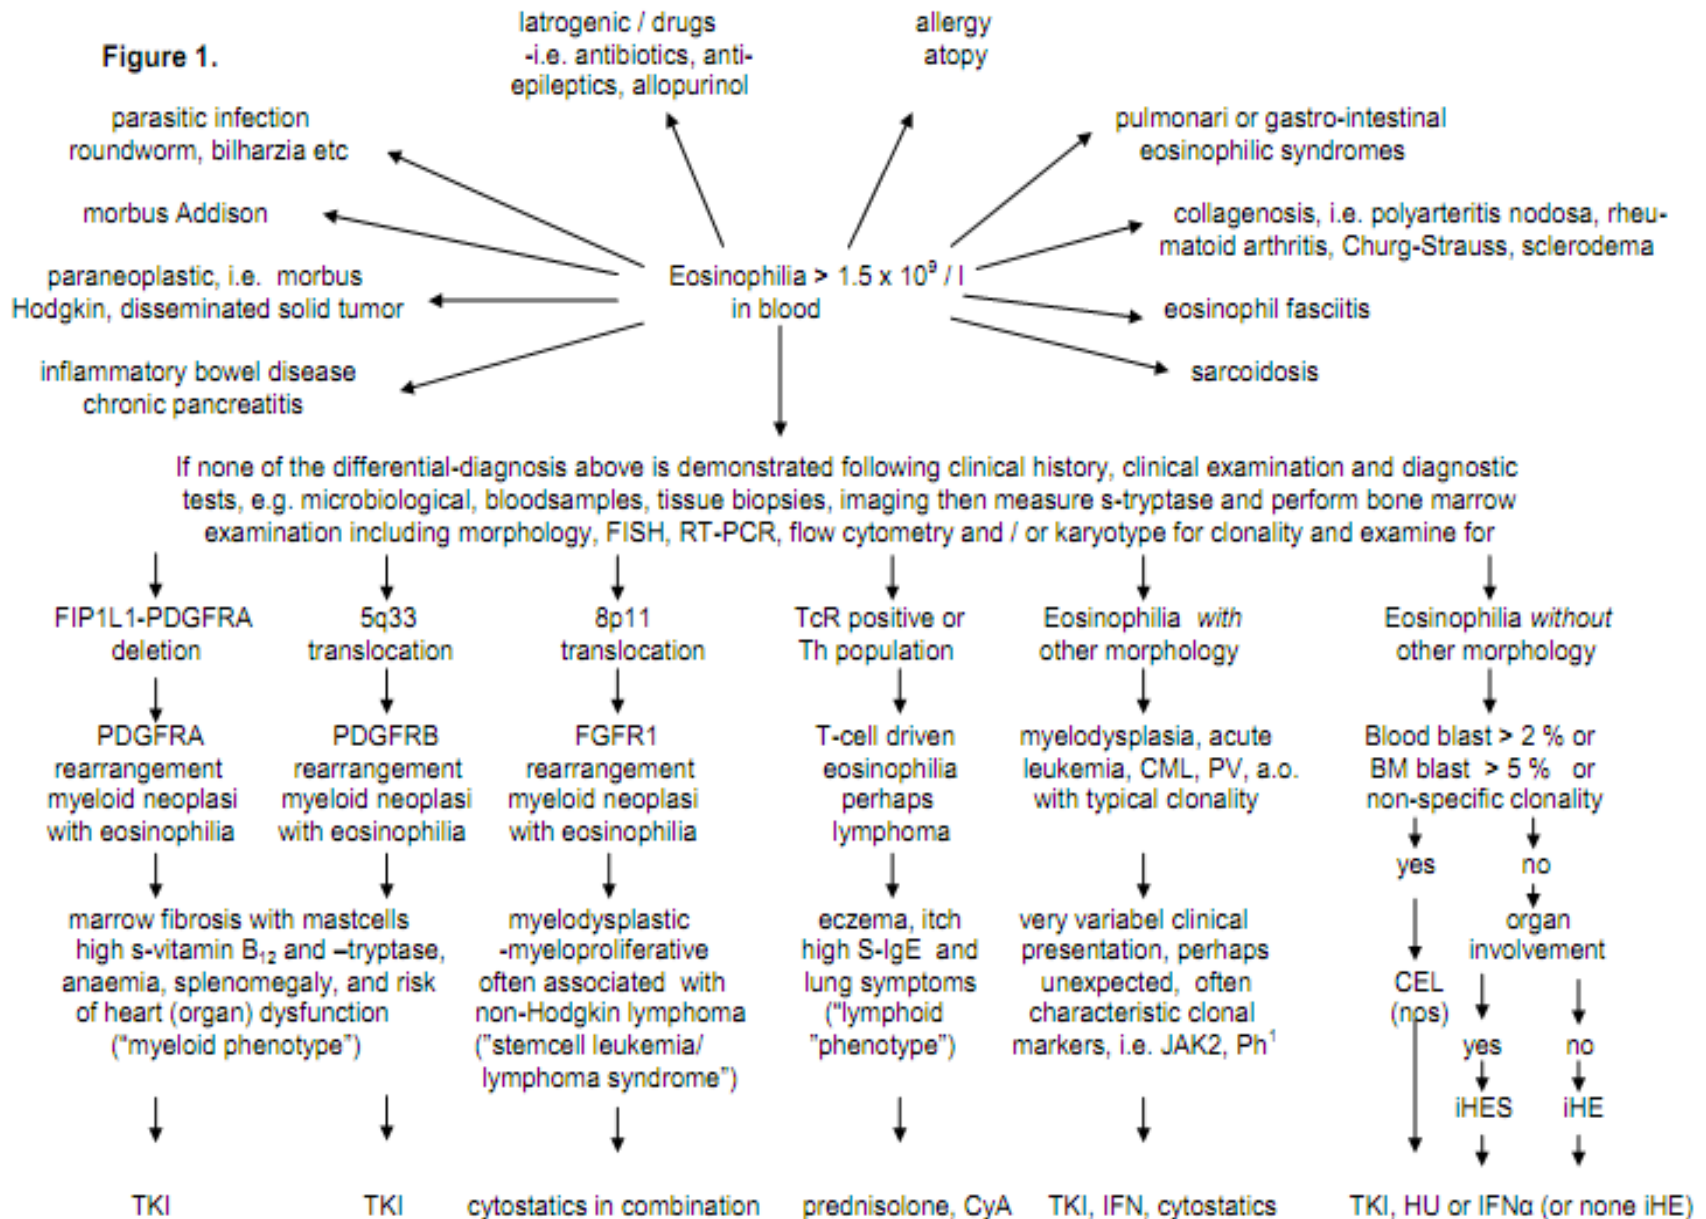 Figure 1.
Iatrogenic / drugs
-i.e. antibiotics, anti-
epileptics, allopurinol
allergy
atopy
parasitic infection
roundworm, bilharzia etc
pulmonari or gastro-intestinal
eosinophilic syndromes
morbus Addison
collagenosis, i.e. polyarteritis nodosa, rheu-
matoid arthritis, Churg-Strauss, sclerodema
paraneoplastic, i.e. morbus
Hodgkin, disseminated solid tumor
Eosinophilia > 1.5 x 10⁹ / l
in blood
eosinophil fasciitis
inflammatory bowel disease
chronic pancreatitis
sarcoidosis
If none of the differential-diagnosis above is demonstrated following clinical history, clinical examination and diagnostic
tests, e.g. microbiological, bloodsamples, tissue biopsies, imaging then measure s-tryptase and perform bone marrow
examination including morphology, FISH, RT-PCR, flow cytometry and / or karyotype for clonality and examine for
FIP1L1-PDGFRA
deletion
5q33
translocation
8p11
translocation
TcR positive or
Th population
Eosinophilia with
other morphology
Eosinophilia without
other morphology
PDGFRA
rearrangement
myeloid neoplasi
with eosinophilia
PDGFRB
rearrangement
myeloid neoplasi
with eosinophilia
FGFR1
rearrangement
myeloid neoplasi
with eosinophilia
T-cell driven
eosinophilia
perhaps
lymphoma
myelodysplasia, acute
leukemia, CML, PV, a.o.
with typical clonality
Blood blast > 2 % or
BM blast > 5 % or
non-specific clonality
yes
no
marrow fibrosis with mastcells
high s-vitamin B₁₂ and –tryptase,
anaemia, splenomegaly, and risk
of heart (organ) dysfunction
("myeloid phenotype")
myelodysplastic
-myeloproliferative
often associated with
non-Hodgkin lymphoma
("stemcell leukemia/
lymphoma syndrome")
eczema, itch
high S-IgE and
lung symptoms
("lymphoid
"phenotype")
very variabel clinical
presentation, perhaps
unexpected, often
characteristic clonal
markers, i.e. JAK2, Ph¹
organ
involvement
CEL
(nos)
yes
no
iHES
iHE
TKI
TKI
cytostatics in combination
prednisolone, CyA
TKI, IFN, cytostatics
TKI, HU or IFNα (or none iHE)